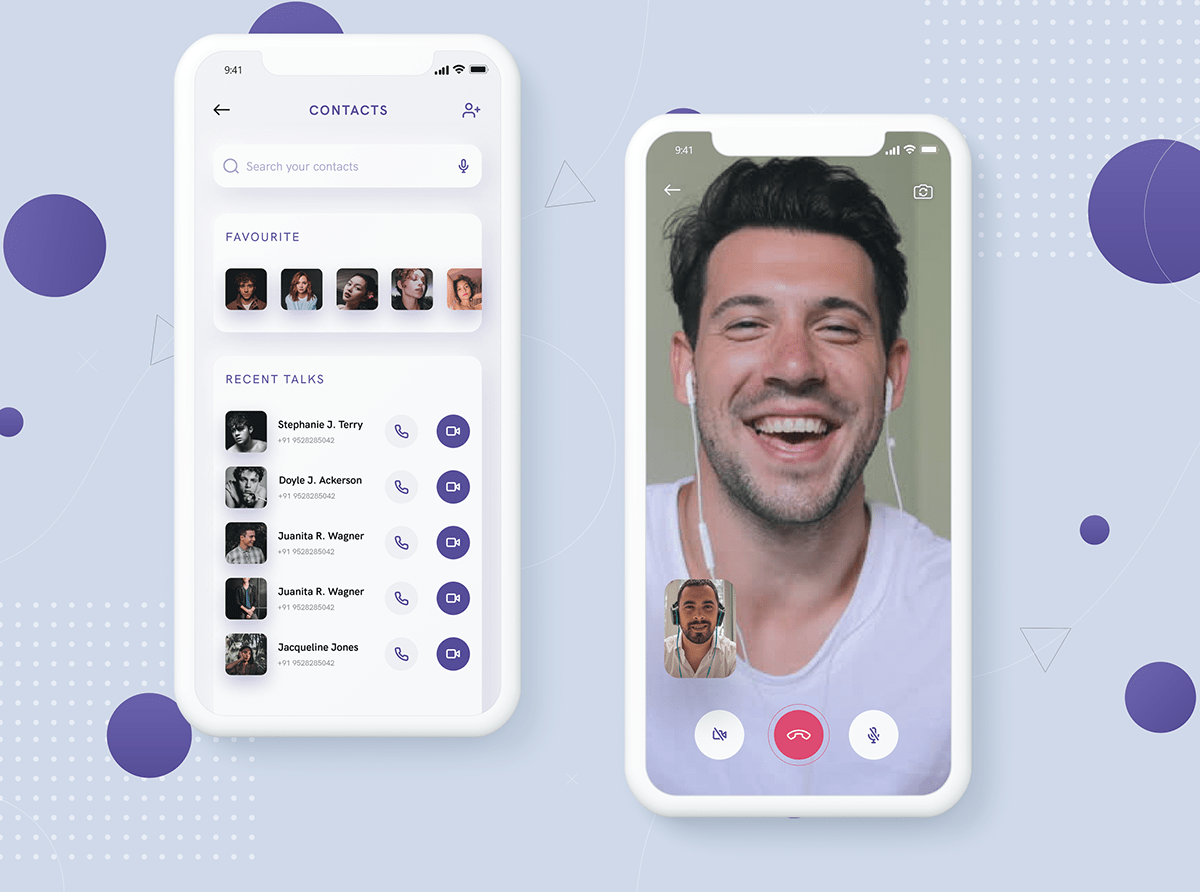 9:41
CONTACTS
Search your contacts
FAVOURITE
RECENT TALKS
Stephanie J. Terry
+91 9528285042
Doyle J. Ackerson
+91 9528285042
Juanita R. Wagner
+91 9528285042
Juanita R. Wagner
+91 9528285042
Jacqueline Jones
+91 9528285042
9:41